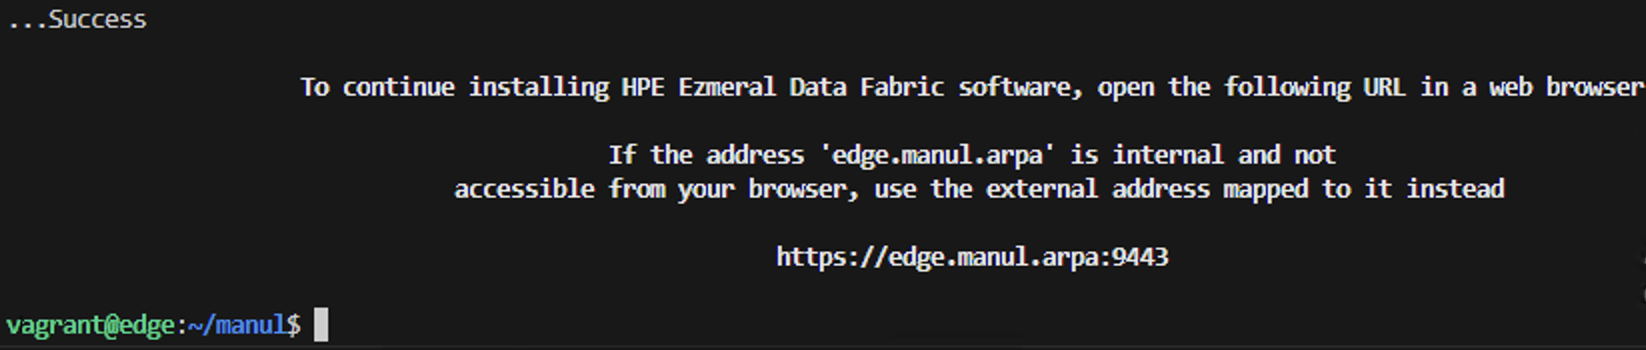 ...Success
To continue installing HPE Ezmeral Data Fabric software, open the following URL in a web browser
If the address 'edge.manul.arpa' is internal and not
accessible from your browser, use the external address mapped to it instead
https://edge.manul.arpa:9443
vagrant@edge:~/manul$